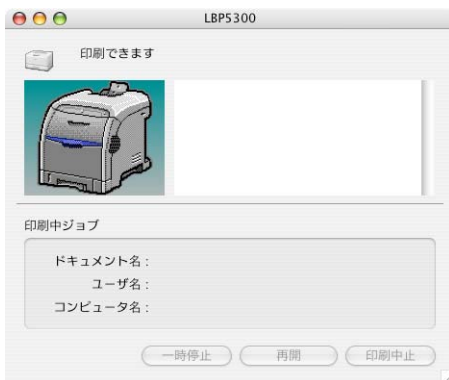 LBP5300
印刷できます
印刷中ジョブ
ドキュメント名：
ユーザ名：
コンピュータ名：
一時停止 再開 印刷中止